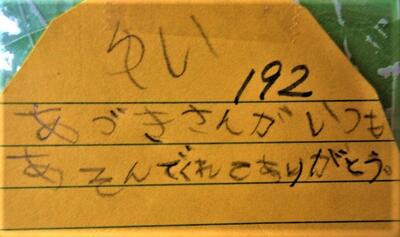 ゆい
192
あづきさんがいつも
あそんでくれてありがとう。